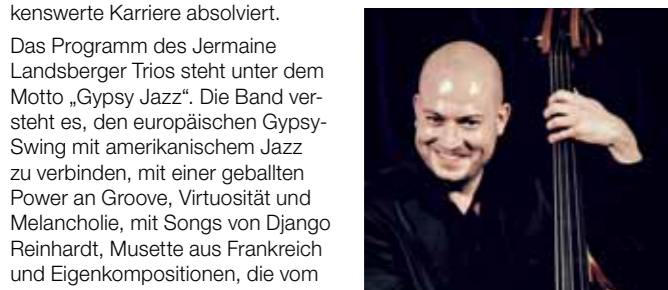 kenswerte Karriere absolviert.
Das Programm des Jermaine
Landsberger Trios steht unter dem
Motto „Gypsy Jazz“. Die Band ver-
steht es, den europäischen Gypsy-
Swing mit amerikanischem Jazz
zu verbinden, mit einer geballten
Power an Groove, Virtuosität und
Melancholie, mit Songs von Django
Reinhardt, Musette aus Frankreich
und Eigenkompositionen, die vom